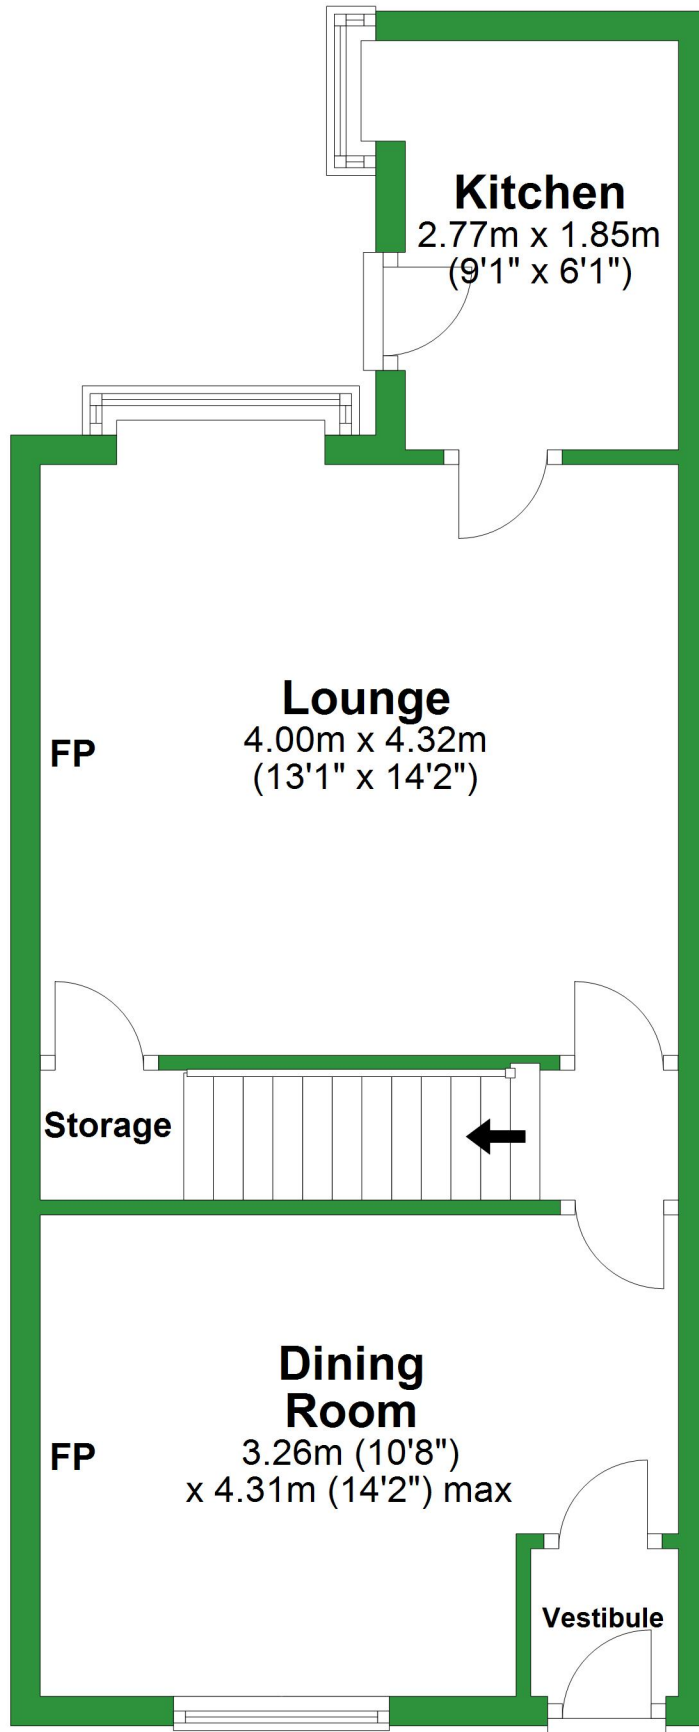 Kitchen
2.77m x 1.85m
(9'1" x 6'1")
Lounge
4.00m x 4.32m
(13'1" x 14'2")
FP
Storage
Dining
Room
3.26m (10'8")
x 4.31m (14'2") max
FP
Vestibule